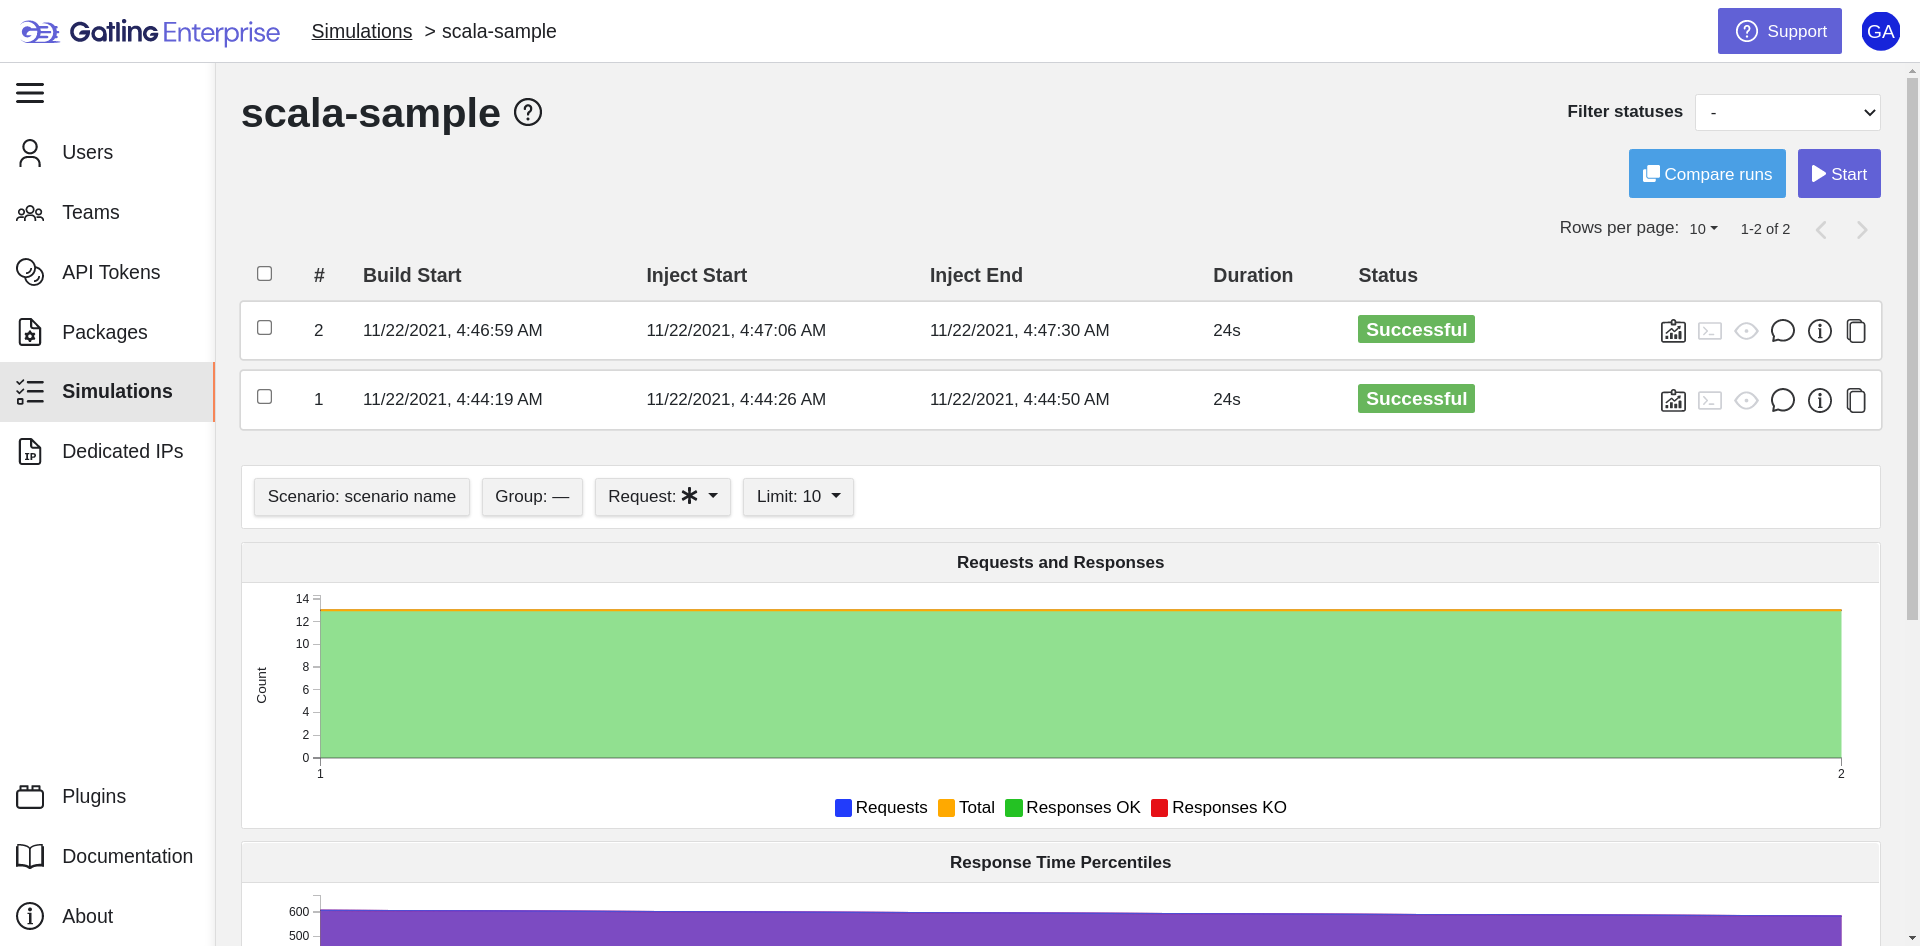 Gatling Enterprise
Simulations > scala-sample
Support
GA
Users
Teams
API Tokens
Packages
Simulations
IP
Dedicated IPs
Plugins
Documentation
About
scala-sample
Filter statuses -
Compare runs
Start
Rows per page: 10 1-2 of 2
# Build Start Inject Start Inject End Duration Status
2 11/22/2021, 4:46:59 AM 11/22/2021, 4:47:06 AM 11/22/2021, 4:47:30 AM 24s Successful
1 11/22/2021, 4:44:19 AM 11/22/2021, 4:44:26 AM 11/22/2021, 4:44:50 AM 24s Successful
Scenario: scenario name Group: — Request: * Limit: 10
Requests and Responses
14
12
10
8
6
4
2
0
Count
1 2
Requests Total Responses OK Responses KO
Response Time Percentiles
600
500